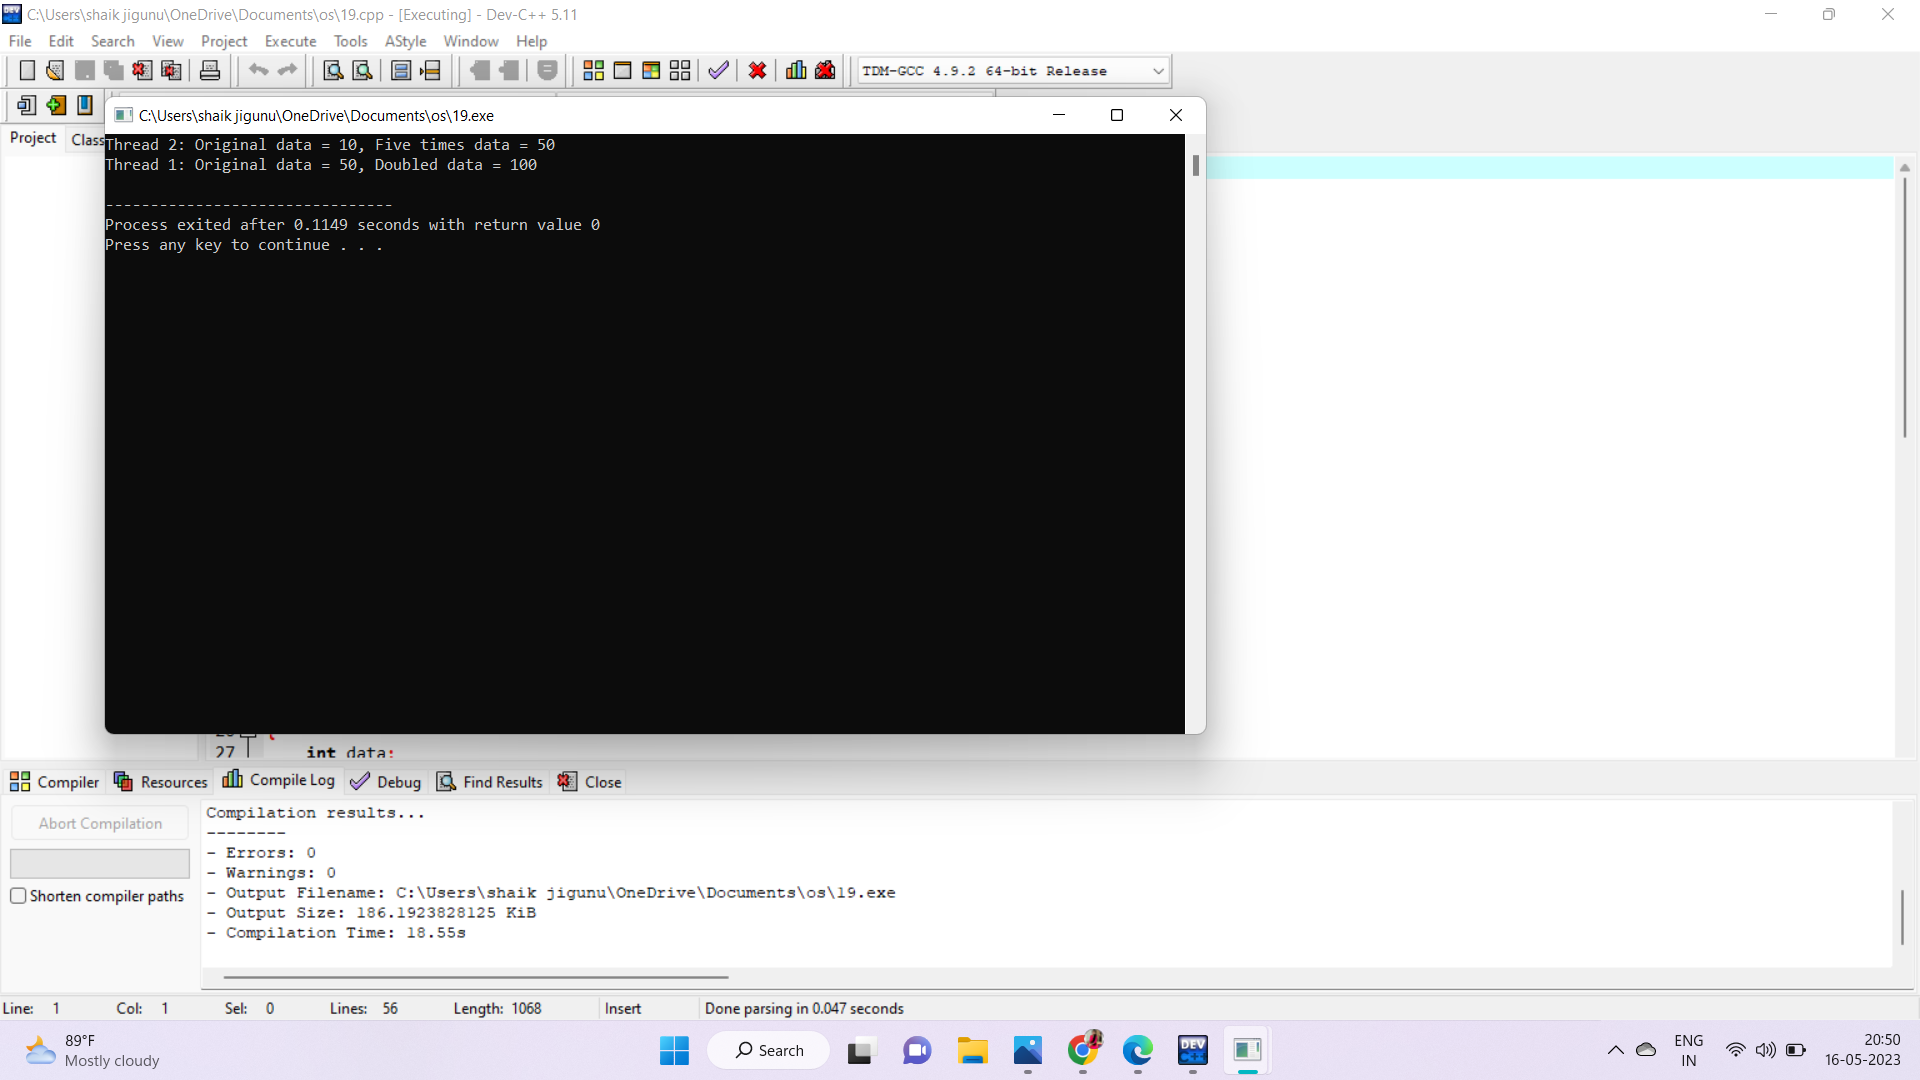 C:\Users\shaik jigunu\OneDrive\Documents\os\19.cpp - [Executing] - Dev-C++ 5.11
File Edit Search View Project Execute Tools AStyle Window Help
TDM-GCC 4.9.2 64-bit Release
C:\Users\shaik jigunu\OneDrive\Documents\os\19.exe
Project Class
Thread 2: Original data = 10, Five times data = 50
Thread 1: Original data = 50, Doubled data = 100
--------------------------------
Process exited after 0.1149 seconds with return value 0
Press any key to continue . . .
27 int data;
Compiler Resources Compile Log Debug Find Results Close
Abort Compilation
Shorten compiler paths
Compilation results...
--------
- Errors: 0
- Warnings: 0
- Output Filename: C:\Users\shaik jigunu\OneDrive\Documents\os\19.exe
- Output Size: 186.1923828125 KiB
- Compilation Time: 18.55s
Line: 1 Col: 1 Sel: 0 Lines: 56 Length: 1068 Insert Done parsing in 0.047 seconds
89°F
Mostly cloudy
Search
DEV C++
ENG
IN
20:50
16-05-2023